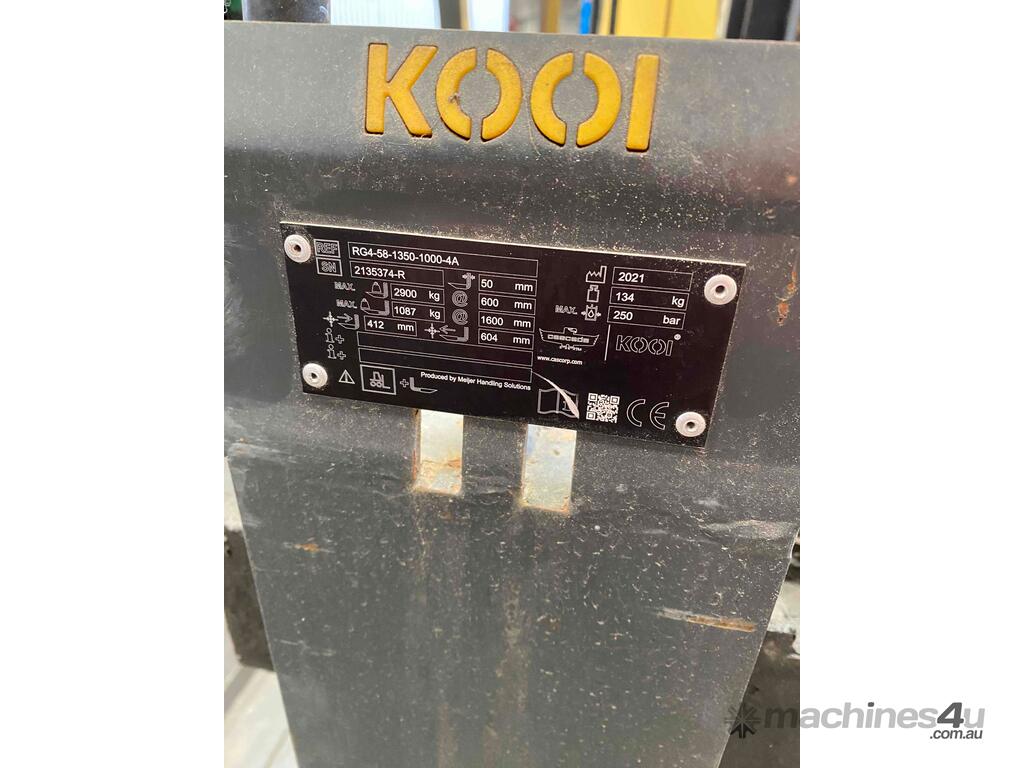 KOOI
REF RG4-58-1350-1000-4A
SN 2135374-R
MAX. 2900 kg @ 50 mm
MAX. 1087 kg @ 600 mm
412 mm 1600 mm
604 mm
2021
134 kg
MAX. 250 bar
cascade
www.cascorp.com
KOOI®
i+
i+
Produced by Meijer Handling Solutions
CE
machines4u
.com.au